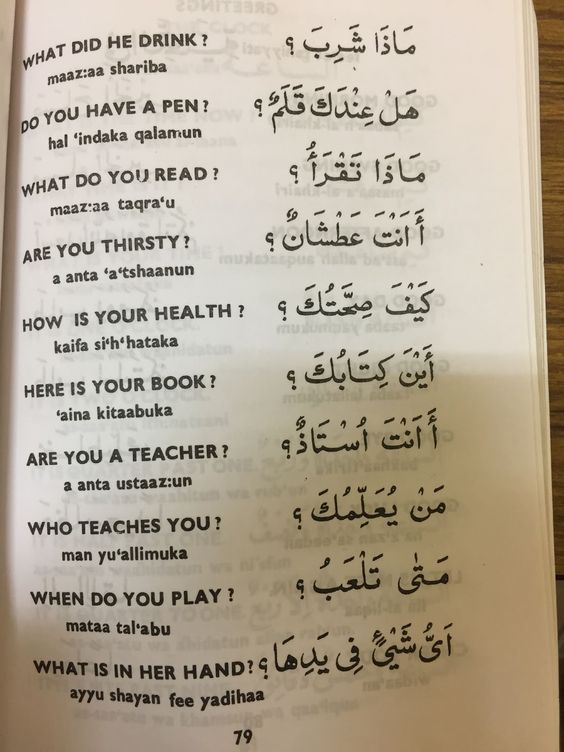 WHAT DID HE DRINK ? مَاذَا شَرِبَ ؟
maaz:aa shariba
DO YOU HAVE A PEN ? هَلْ عِنْدَكَ قَلَمٌ ؟
hal ‘indaka qalamun
WHAT DO YOU READ ? مَاذَا تَقْرَأُ ؟
maaz:aa taqra‘u
ARE YOU THIRSTY ? أَ اَنْتَ عَطْشَانٌ ؟
a anta ‘a‘tshaanun
HOW IS YOUR HEALTH ? كَيْفَ صِحَّتُكَ ؟
kaifa si‘h‘hataka
HERE IS YOUR BOOK ? أَيْنَ كِتَابُكَ ؟
‘aina kitaabuka
ARE YOU A TEACHER ? أَ اَنْتَ اُسْتَاذٌ ؟
a anta ustaaz:un
WHO TEACHES YOU ? مَنْ يُعَلِّمُكَ ؟
man yu‘allimuka
WHEN DO YOU PLAY ? مَتٰى تَلْعَبُ ؟
mataa tal‘abu
WHAT IS IN HER HAND ? اَىُّ شَيْئٍ فِى يَدِهَا ؟
ayyu shayan fee yadihaa
79